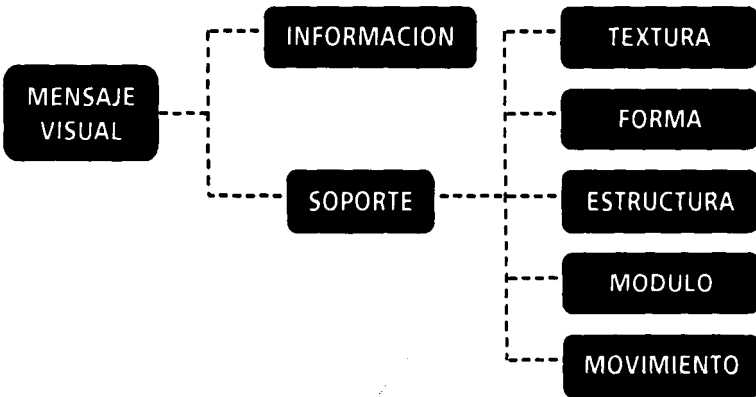 MENSAJE
VISUAL
INFORMACION
SOPORTE
TEXTURA
FORMA
ESTRUCTURA
MODULO
MOVIMIENTO